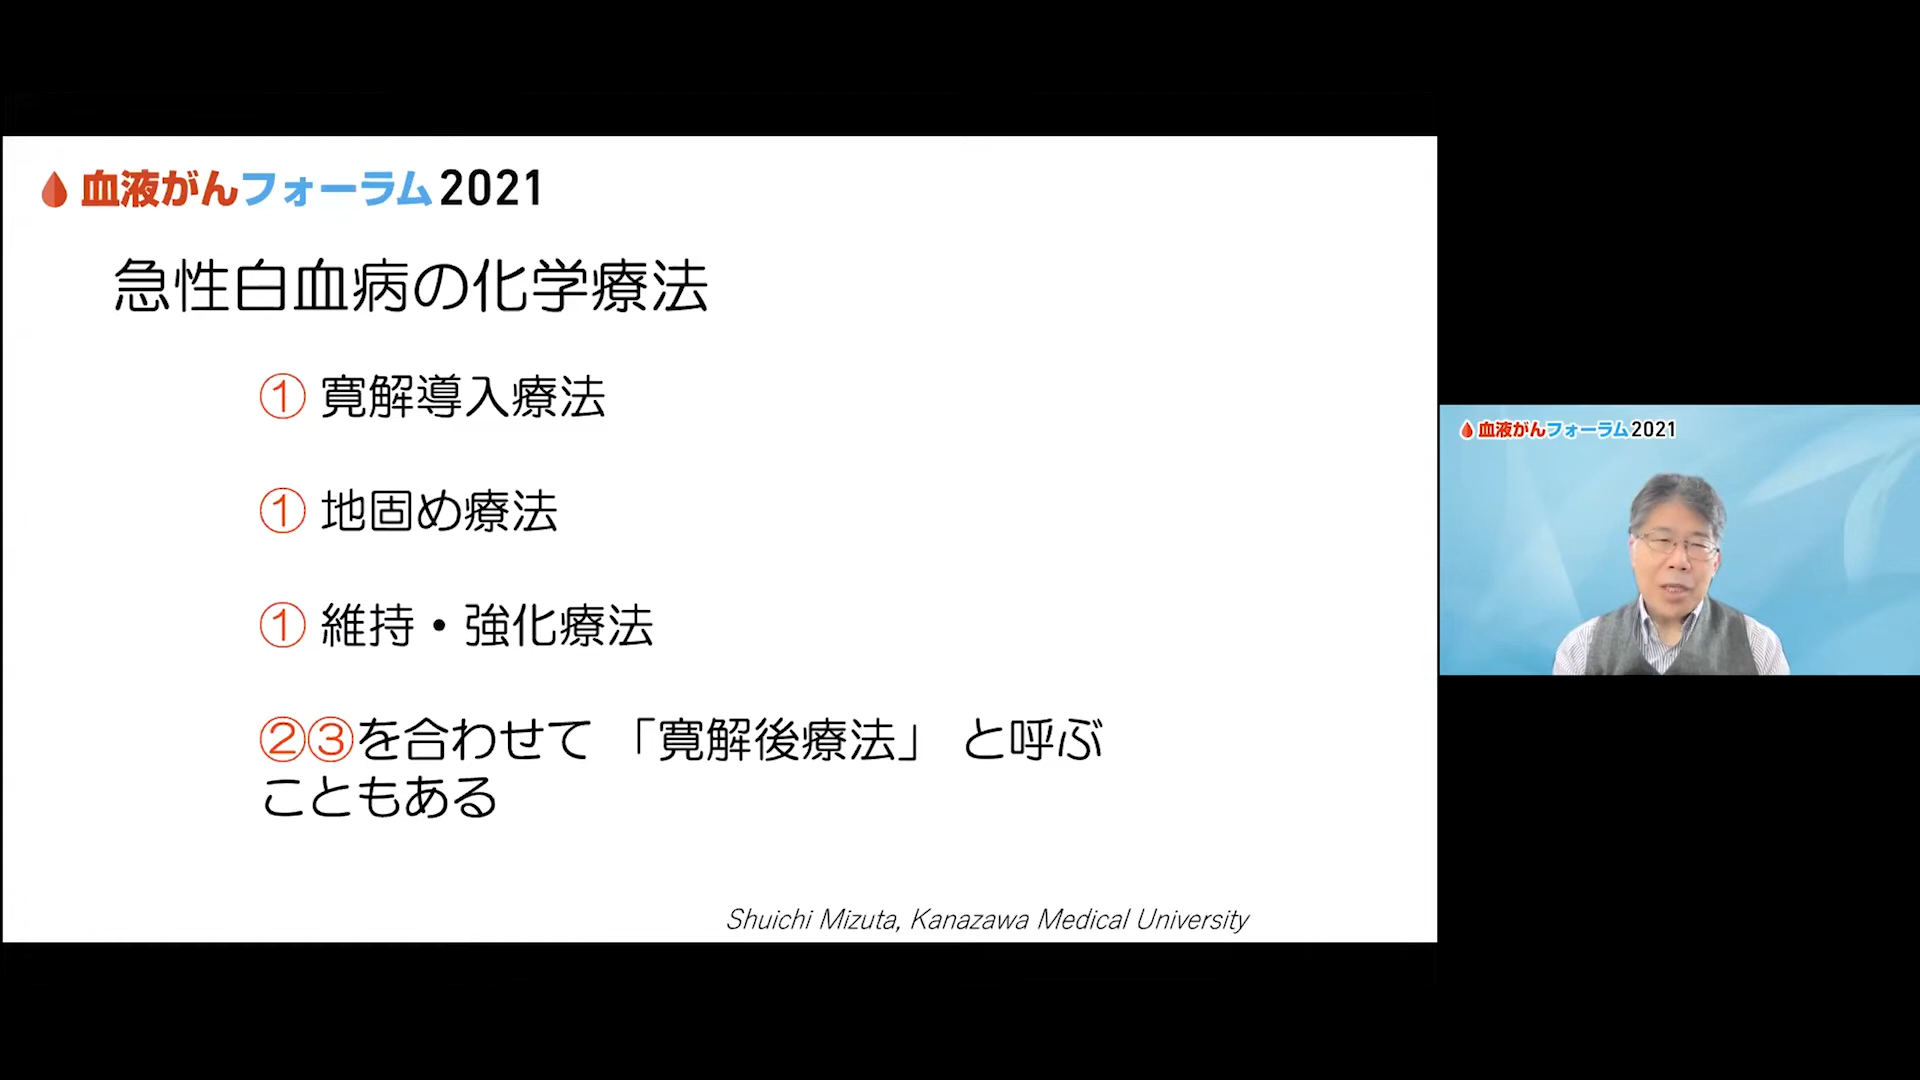 血液がんフォーラム2021
急性白血病の化学療法
① 寛解導入療法
① 地固め療法
① 維持・強化療法
②③を合わせて 「寛解後療法」 と呼ぶ
こともある
Shuichi Mizuta, Kanazawa Medical University
血液がんフォーラム2021